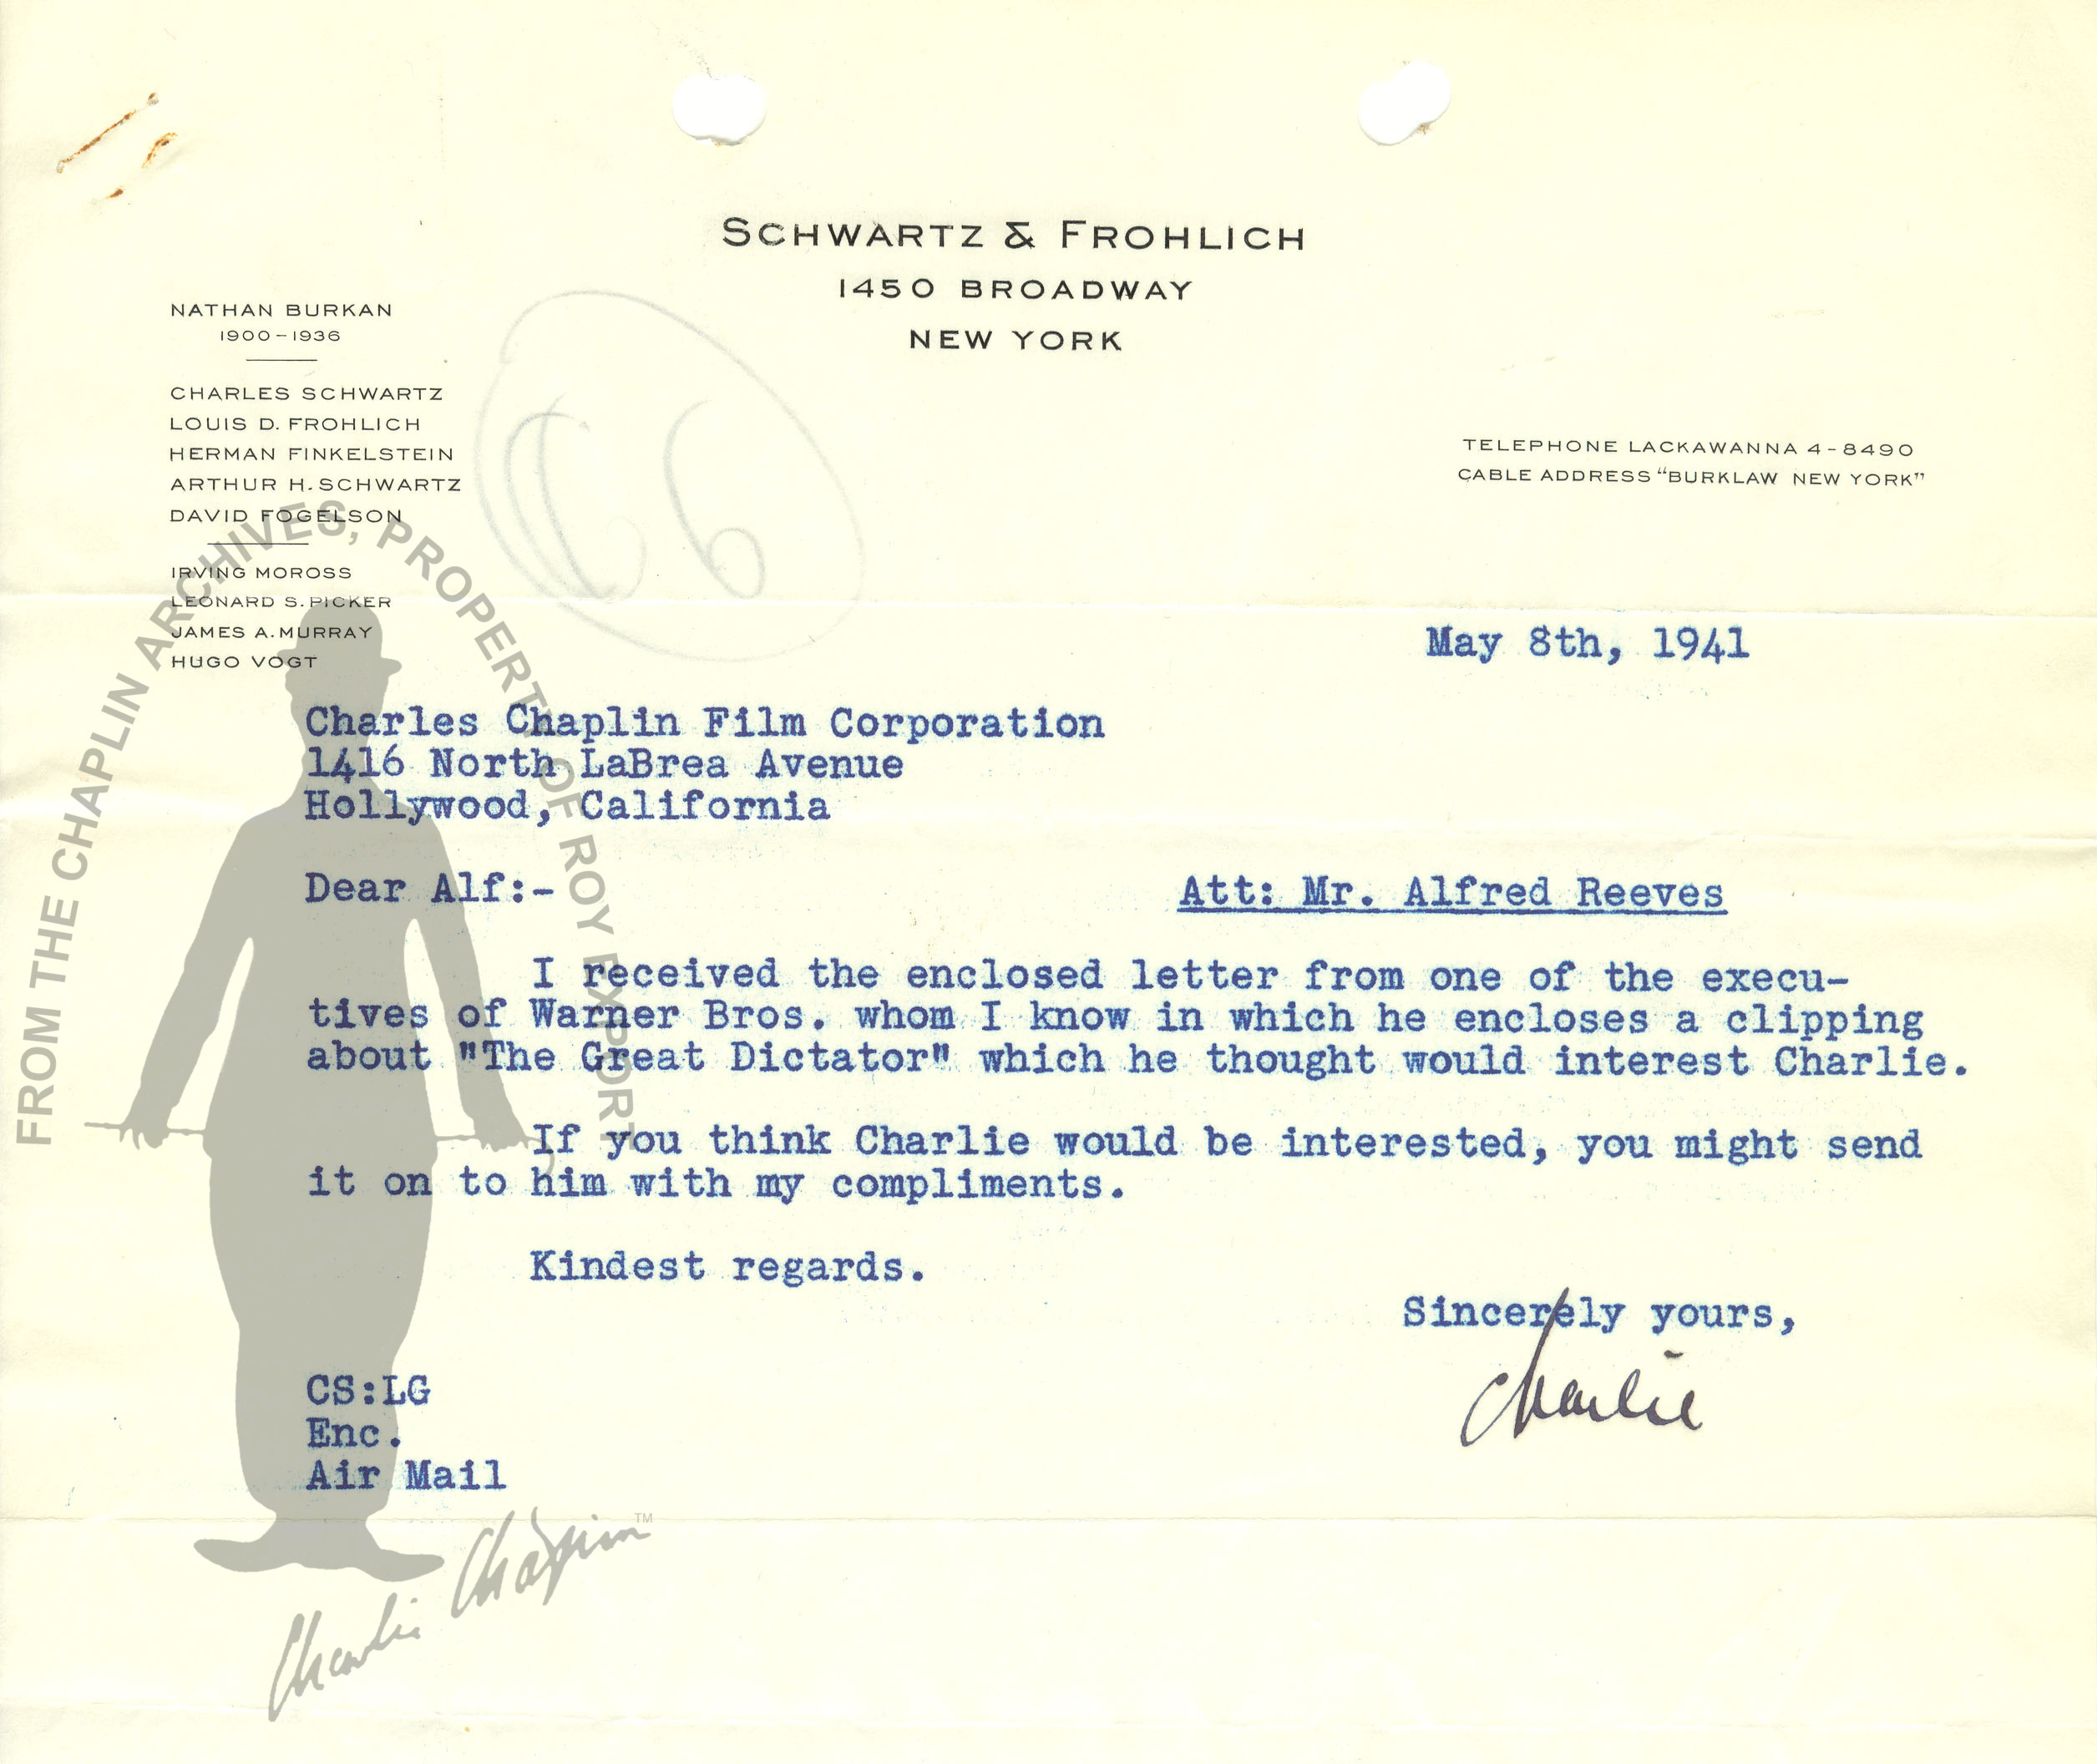 SCHWARTZ & FROHLICH
1450 BROADWAY
NEW YORK
NATHAN BURKAN
1900-1936
CHARLES SCHWARTZ
LOUIS D. FROHLICH
HERMAN FINKELSTEIN
ARTHUR H. SCHWARTZ
DAVID FOGELSON
IRVING MOROSS
LEONARD S. PICKER
JAMES A. MURRAY
HUGO VOGT
TELEPHONE LACKAWANNA 4-8490
CABLE ADDRESS "BURKLAW NEW YORK"
May 8th, 1941
Charles Chaplin Film Corporation
1416 North LaBrea Avenue
Hollywood, California
Dear Alf:-
Att: Mr. Alfred Reeves
I received the enclosed letter from one of the execu-
tives of Warner Bros. whom I know in which he encloses a clipping
about "The Great Dictator" which he thought would interest Charlie.
If you think Charlie would be interested, you might send
it on to him with my compliments.
Kindest regards.
Sincerely yours,
Charlie
CS:LG
Enc.
Air Mail
FROM THE CHAPLIN ARCHIVES, PROPERTY OF ROY EXPORT
Charlie Chaplin™